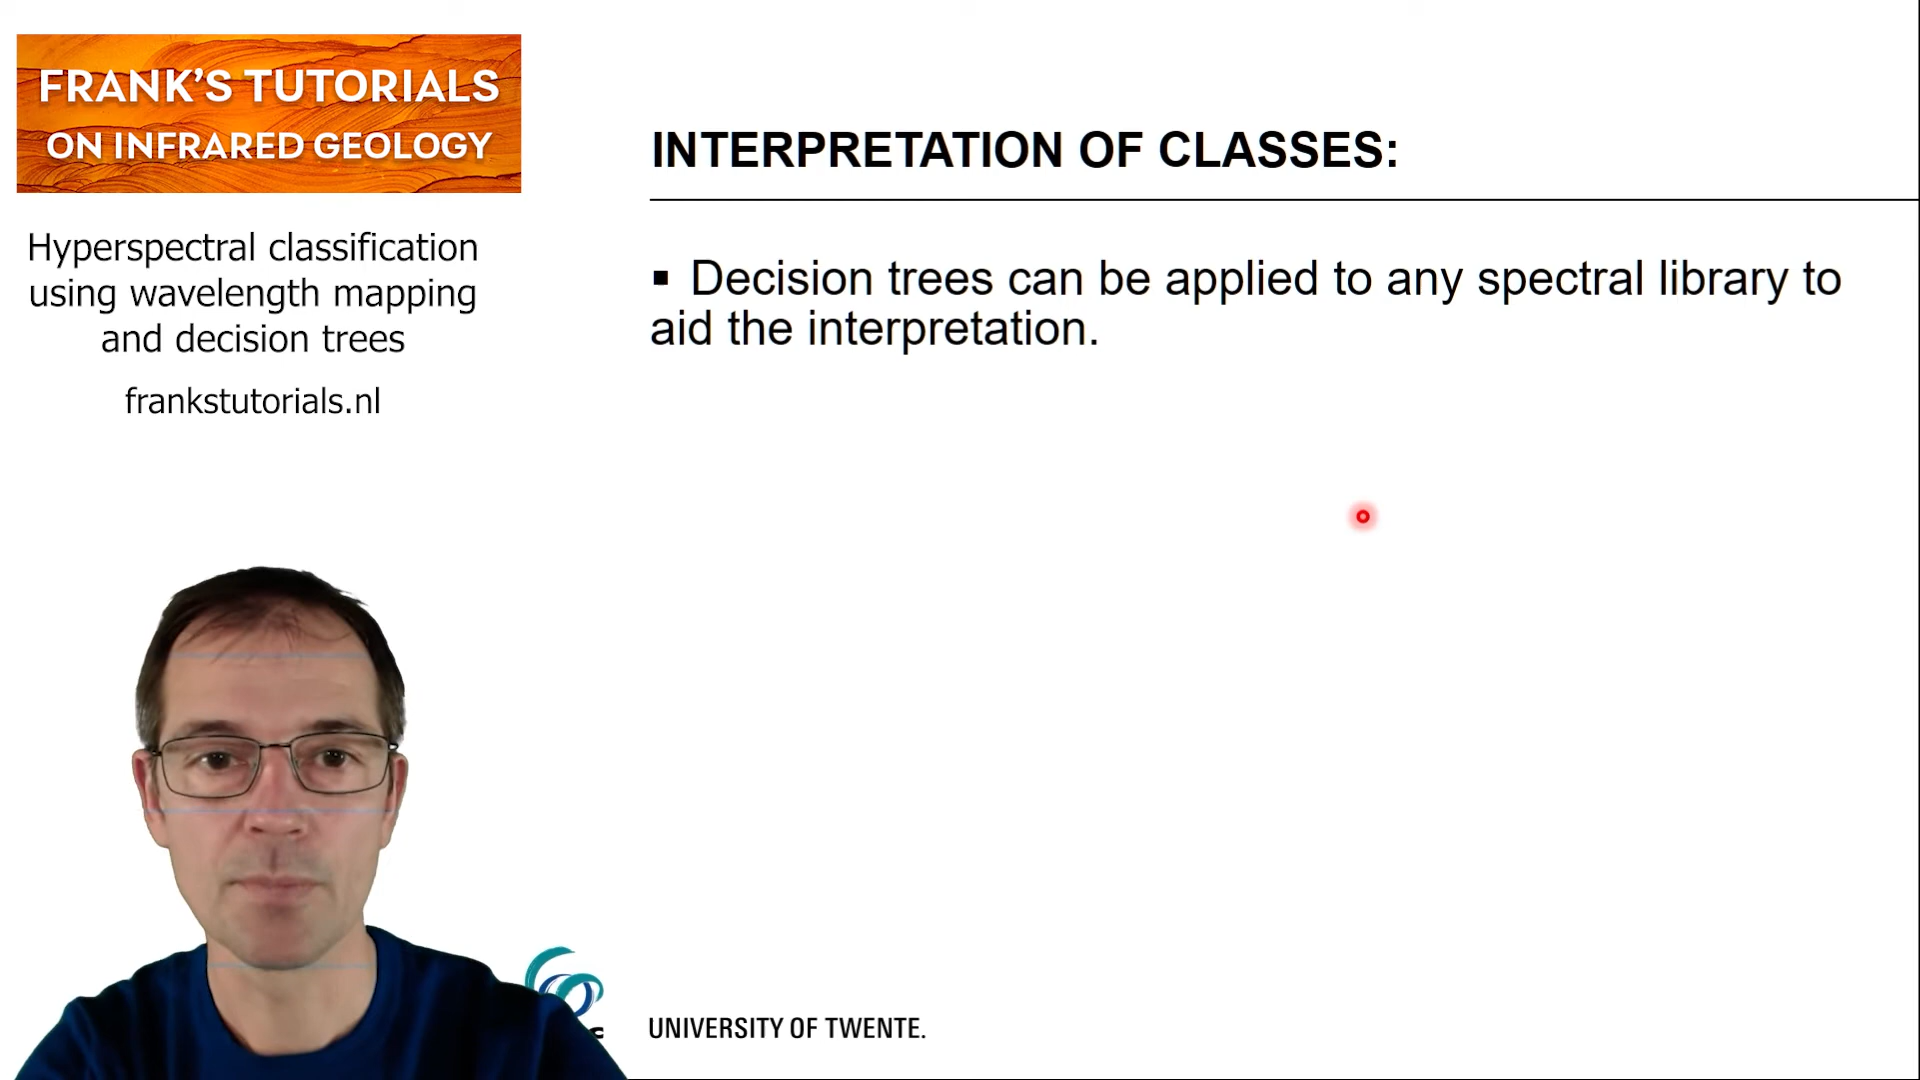 FRANK'S TUTORIALS
ON INFRARED GEOLOGY
Hyperspectral classification
using wavelength mapping
and decision trees
frankstutorials.nl
INTERPRETATION OF CLASSES:
▪ Decision trees can be applied to any spectral library to
aid the interpretation.
UNIVERSITY OF TWENTE.